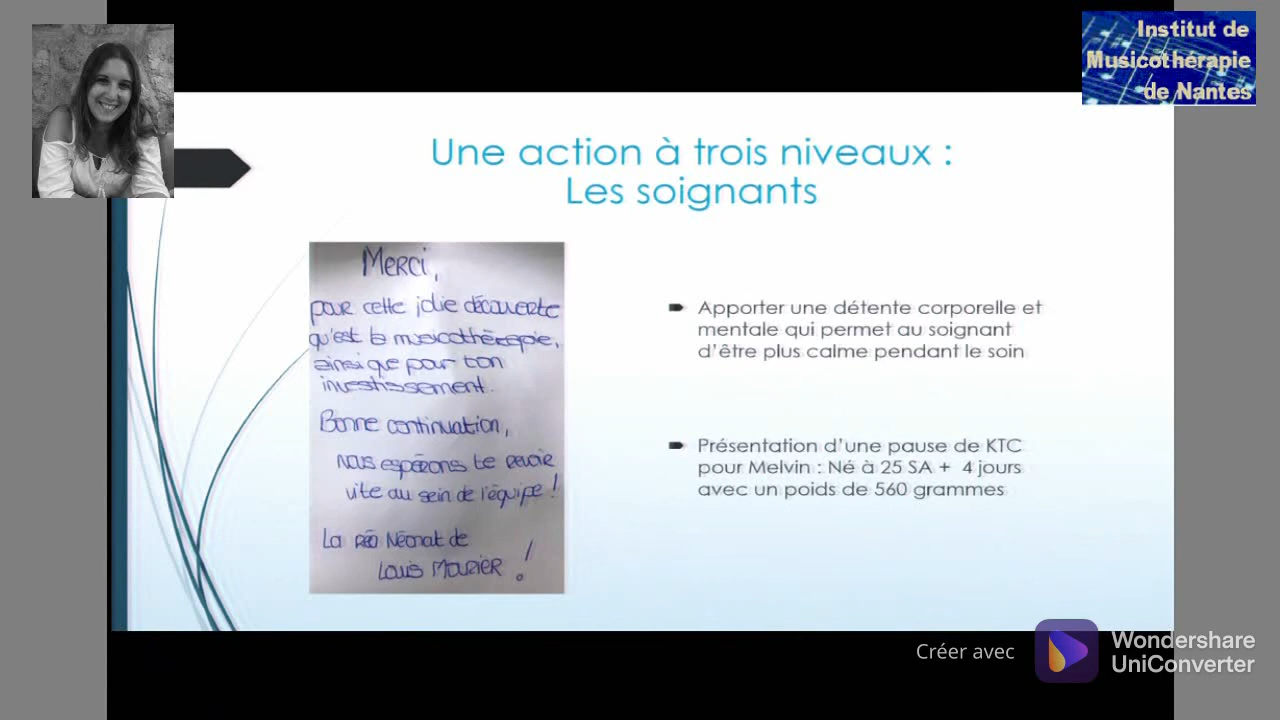 Institut de
Musicothérapie
de Nantes
Une action à trois niveaux :
Les soignants
Merci,
pour cette jolie découverte
qu'est la musicothérapie,
ainsi que pour ton
investissement.
Bonne continuation,
nous espérons te revoir
vite au sein de l'équipe !
La réa Néonat de
Louis MOURIER !
Apporter une détente corporelle et
mentale qui permet au soignant
d'être plus calme pendant le soin
Présentation d'une pause de KTC
pour Melvin : Né à 25 SA + 4 jours
avec un poids de 560 grammes
Créer avec
Wondershare
UniConverter